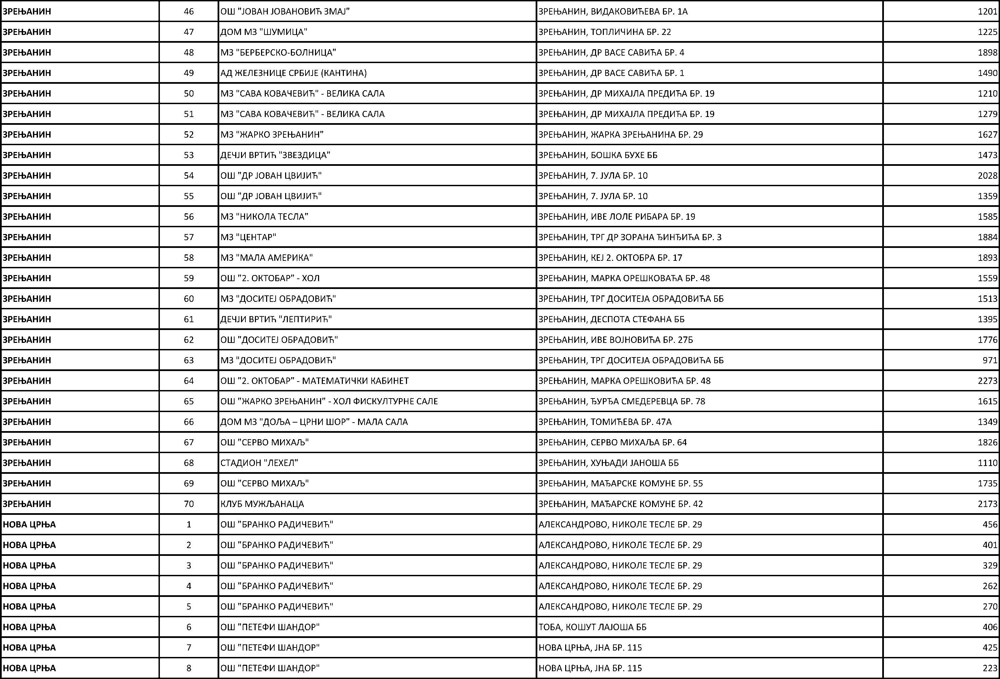 ЗРЕЊАНИН 46 ОШ "ЈОВАН ЈОВАНОВИЋ ЗМАЈ" ЗРЕЊАНИН, ВИДАКОВИЋЕВА БР. 1А 1201
ЗРЕЊАНИН 47 ДОМ МЗ "ШУМИЦА" ЗРЕЊАНИН, ТОПЛИЧИНА БР. 22 1225
ЗРЕЊАНИН 48 МЗ "БЕРБЕРСКО-БОЛНИЦА" ЗРЕЊАНИН, ДР ВАСЕ САВИЋА БР. 4 1898
ЗРЕЊАНИН 49 АД ЖЕЛЕЗНИЦЕ СРБИЈЕ (КАНТИНА) ЗРЕЊАНИН, ДР ВАСЕ САВИЋА БР. 1 1490
ЗРЕЊАНИН 50 МЗ "САВА КОВАЧЕВИЋ" - ВЕЛИКА САЛА ЗРЕЊАНИН, ДР МИХАЈЛА ПРЕДИЋА БР. 19 1210
ЗРЕЊАНИН 51 МЗ "САВА КОВАЧЕВИЋ" - ВЕЛИКА САЛА ЗРЕЊАНИН, ДР МИХАЈЛА ПРЕДИЋА БР. 19 1279
ЗРЕЊАНИН 52 МЗ "ЖАРКО ЗРЕЊАНИН" ЗРЕЊАНИН, ЖАРКА ЗРЕЊАНИНА БР. 29 1627
ЗРЕЊАНИН 53 ДЕЧЈИ ВРТИЋ "ЗВЕЗДИЦА" ЗРЕЊАНИН, БОШКА БУХЕ ББ 1473
ЗРЕЊАНИН 54 ОШ "ДР ЈОВАН ЦВИЈИЋ" ЗРЕЊАНИН, 7. ЈУЛА БР. 10 2028
ЗРЕЊАНИН 55 ОШ "ДР ЈОВАН ЦВИЈИЋ" ЗРЕЊАНИН, 7. ЈУЛА БР. 10 1359
ЗРЕЊАНИН 56 МЗ "НИКОЛА ТЕСЛА" ЗРЕЊАНИН, ИВЕ ЛОЛЕ РИБАРА БР. 19 1585
ЗРЕЊАНИН 57 МЗ "ЦЕНТАР" ЗРЕЊАНИН, ТРГ ДР ЗОРАНА ЂИНЂИЋА БР. 3 1884
ЗРЕЊАНИН 58 МЗ "МАЛА АМЕРИКА" ЗРЕЊАНИН, КЕЈ 2. ОКТОБРА БР. 17 1893
ЗРЕЊАНИН 59 ОШ "2. ОКТОБАР" - ХОЛ ЗРЕЊАНИН, МАРКА ОРЕШКОВАЋА БР. 48 1559
ЗРЕЊАНИН 60 МЗ "ДОСИТЕЈ ОБРАДОВИЋ" ЗРЕЊАНИН, ТРГ ДОСИТЕЈА ОБРАДОВИЋА ББ 1513
ЗРЕЊАНИН 61 ДЕЧЈИ ВРТИЋ "ЛЕПТИРИЋ" ЗРЕЊАНИН, ДЕСПОТА СТЕФАНА ББ 1395
ЗРЕЊАНИН 62 ОШ "ДОСИТЕЈ ОБРАДОВИЋ" ЗРЕЊАНИН, ИВЕ ВОЈНОВИЋА БР. 27Б 1776
ЗРЕЊАНИН 63 МЗ "ДОСИТЕЈ ОБРАДОВИЋ" ЗРЕЊАНИН, ТРГ ДОСИТЕЈА ОБРАДОВИЋА ББ 971
ЗРЕЊАНИН 64 ОШ "2. ОКТОБАР" - МАТЕМАТИЧКИ КАБИНЕТ ЗРЕЊАНИН, МАРКА ОРЕШКОВИЋА БР. 48 2273
ЗРЕЊАНИН 65 ОШ "ЖАРКО ЗРЕЊАНИН" - ХОЛ ФИСКУЛТУРНЕ САЛЕ ЗРЕЊАНИН, ЂУРЂА СМЕДЕРЕВЦА БР. 78 1615
ЗРЕЊАНИН 66 ДОМ МЗ "ДОЉА – ЦРНИ ШОР" - МАЛА САЛА ЗРЕЊАНИН, ТОМИЋЕВА БР. 47А 1349
ЗРЕЊАНИН 67 ОШ "СЕРВО МИХАЉ" ЗРЕЊАНИН, СЕРВО МИХАЉА БР. 64 1826
ЗРЕЊАНИН 68 СТАДИОН "ЛЕХЕЛ" ЗРЕЊАНИН, ХУЊАДИ ЈАНОША ББ 1110
ЗРЕЊАНИН 69 ОШ "СЕРВО МИХАЉ" ЗРЕЊАНИН, МАЂАРСКЕ КОМУНЕ БР. 55 1735
ЗРЕЊАНИН 70 КЛУБ МУЖЉАНАЦА ЗРЕЊАНИН, МАЂАРСКЕ КОМУНЕ БР. 42 2173
НОВА ЦРЊА 1 ОШ "БРАНКО РАДИЧЕВИЋ" АЛЕКСАНДРОВО, НИКОЛЕ ТЕСЛЕ БР. 29 456
НОВА ЦРЊА 2 ОШ "БРАНКО РАДИЧЕВИЋ" АЛЕКСАНДРОВО, НИКОЛЕ ТЕСЛЕ БР. 29 401
НОВА ЦРЊА 3 ОШ "БРАНКО РАДИЧЕВИЋ" АЛЕКСАНДРОВО, НИКОЛЕ ТЕСЛЕ БР. 29 329
НОВА ЦРЊА 4 ОШ "БРАНКО РАДИЧЕВИЋ" АЛЕКСАНДРОВО, НИКОЛЕ ТЕСЛЕ БР. 29 262
НОВА ЦРЊА 5 ОШ "БРАНКО РАДИЧЕВИЋ" АЛЕКСАНДРОВО, НИКОЛЕ ТЕСЛЕ БР. 29 270
НОВА ЦРЊА 6 ОШ "ПЕТЕФИ ШАНДОР" ТОБА, КОШУТ ЛАЈОША ББ 406
НОВА ЦРЊА 7 ОШ "ПЕТЕФИ ШАНДОР" НОВА ЦРЊА, ЈНА БР. 115 425
НОВА ЦРЊА 8 ОШ "ПЕТЕФИ ШАНДОР" НОВА ЦРЊА, ЈНА БР. 115 223